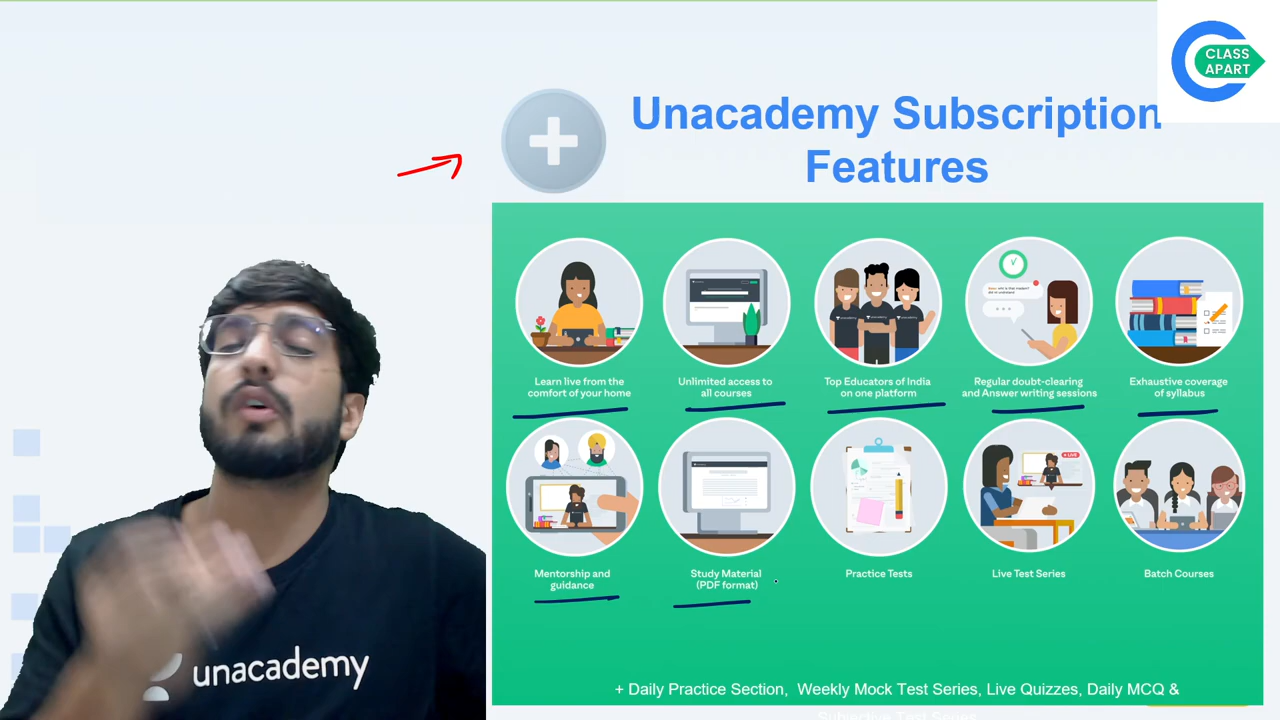 CLASS
APART
Unacademy Subscription
Features
Learn live from the
comfort of your home
Unlimited access to
all courses
Top Educators of India
on one platform
Regular doubt-clearing
and Answer writing sessions
Exhaustive coverage
of syllabus
LIVE
Mentorship and
guidance
Study Material
(PDF format)
Practice Tests
Live Test Series
Batch Courses
unacademy
+ Daily Practice Section, Weekly Mock Test Series, Live Quizzes, Daily MCQ &